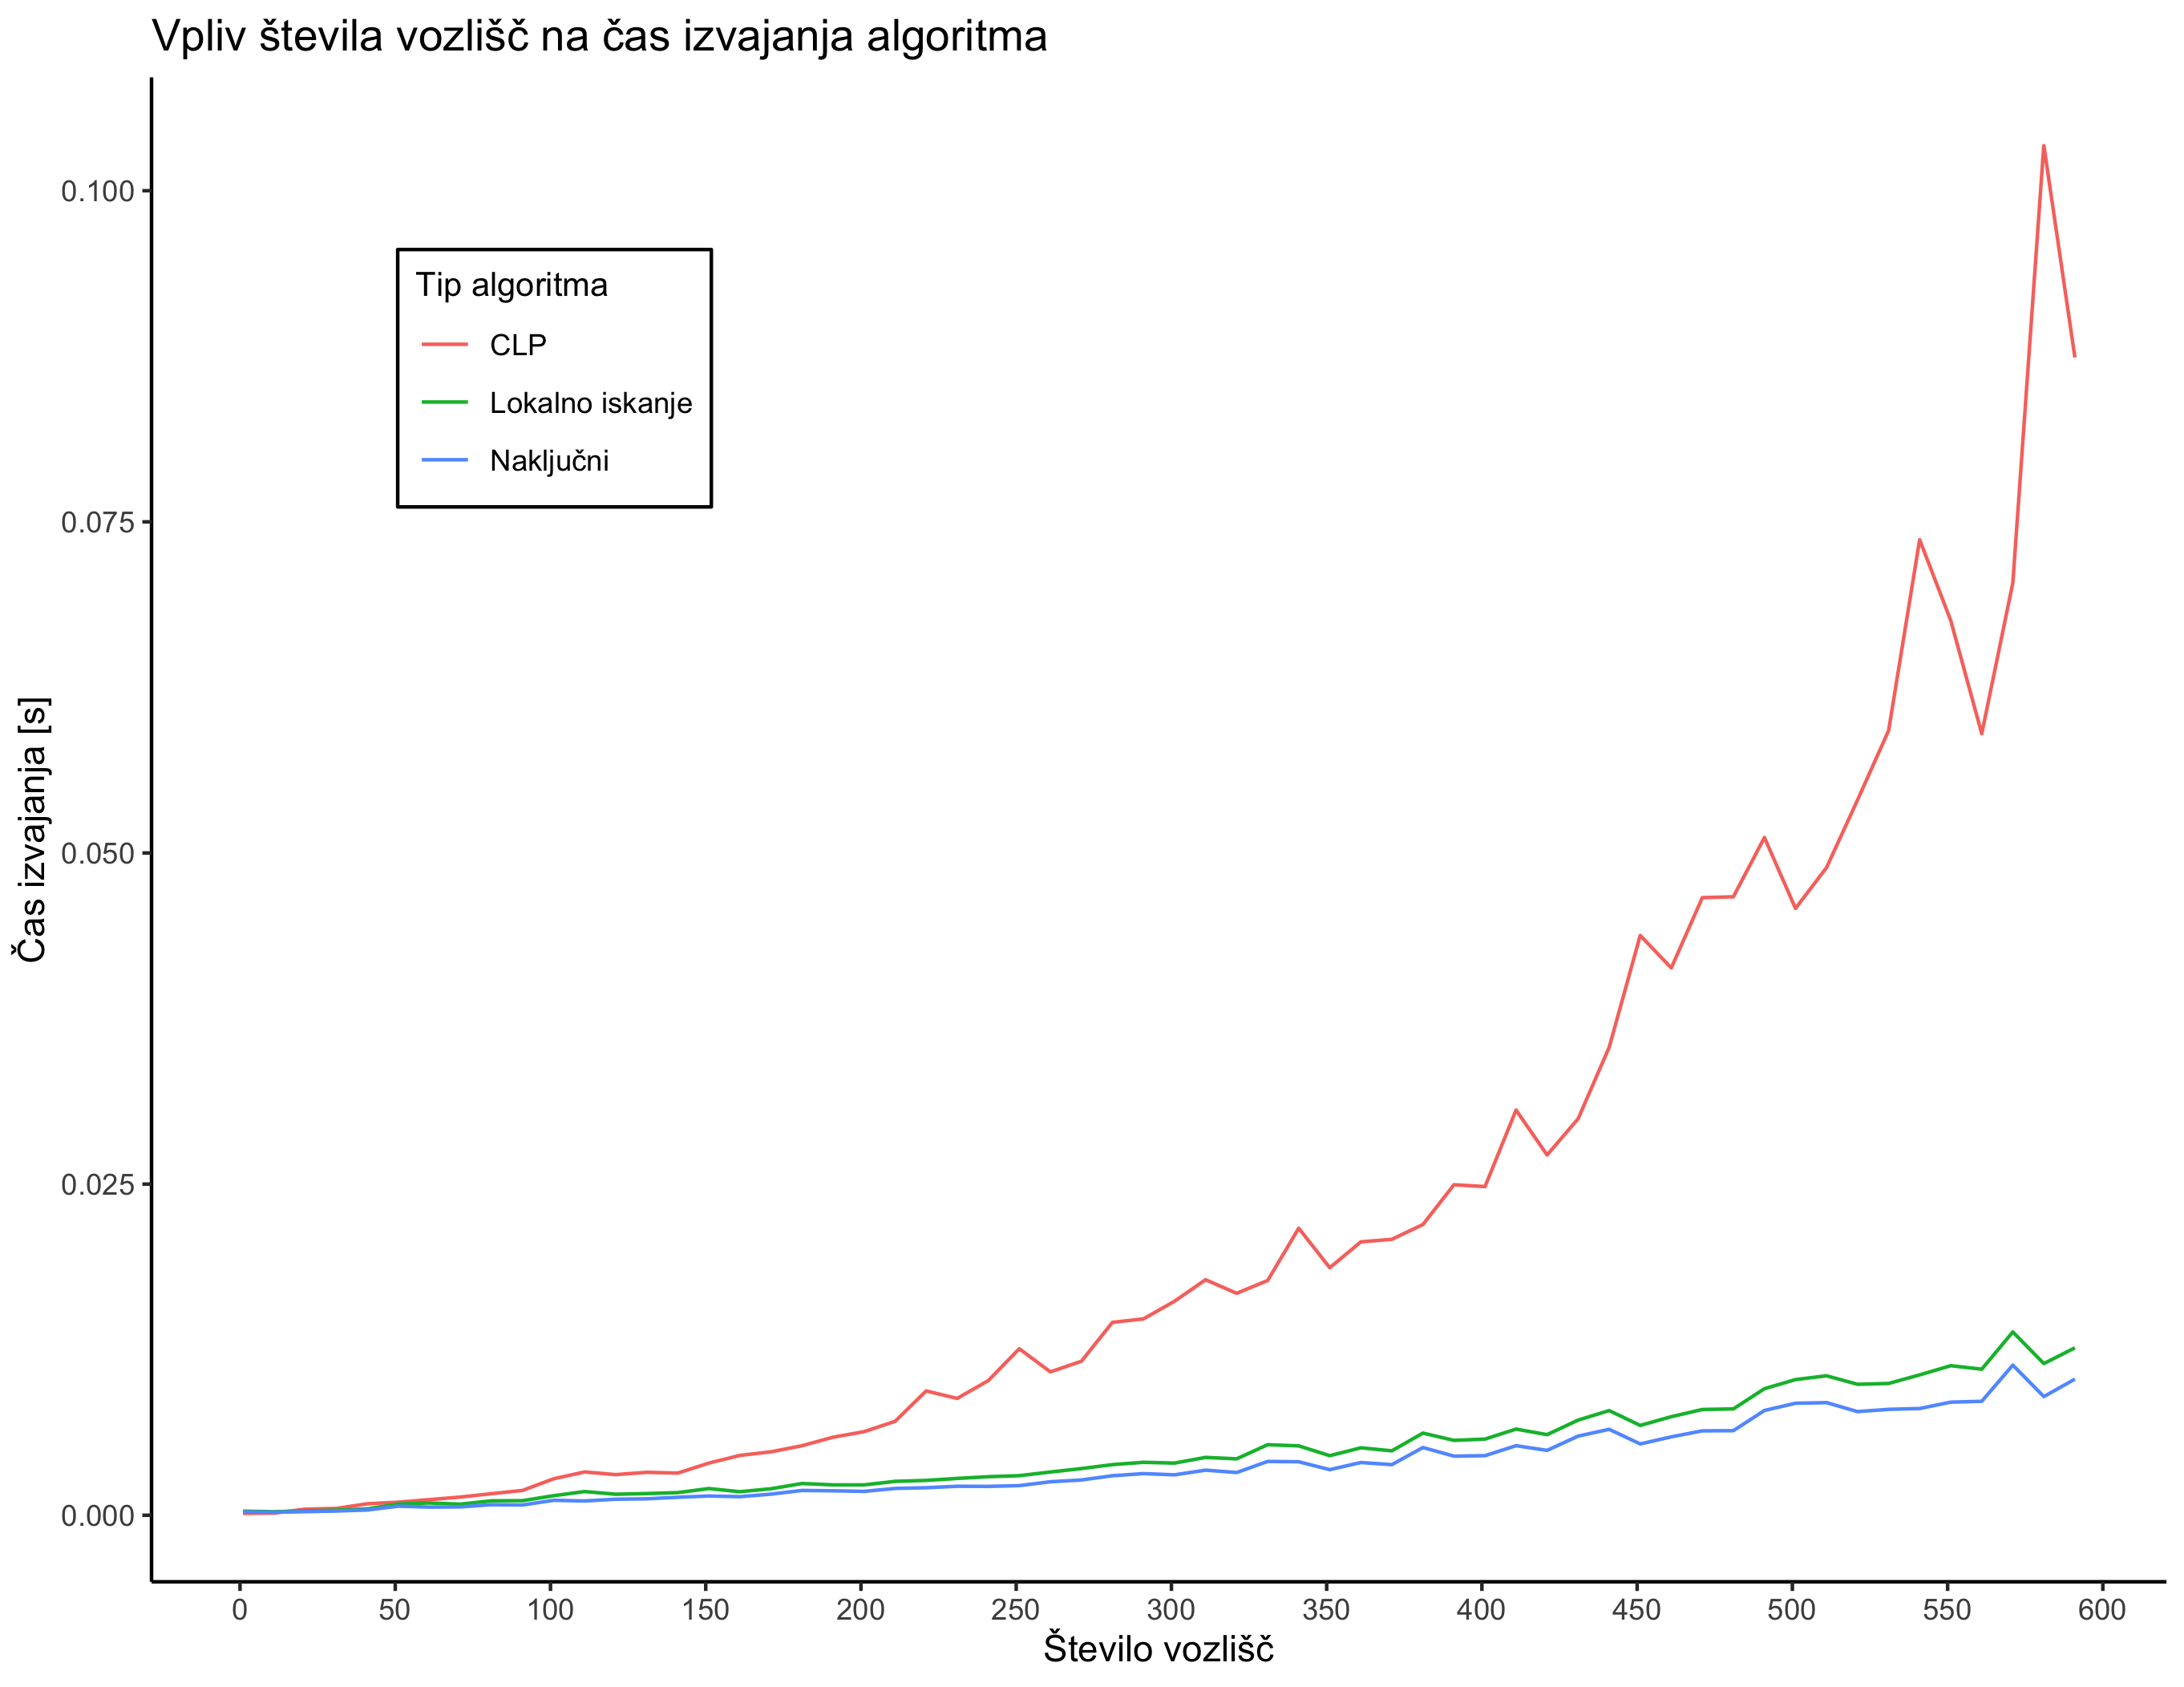 Vpliv števila vozlišč na čas izvajanja algoritma
0.100
0.075
0.050
0.025
0.000
Čas izvajanja [s]
Tip algoritma
CLP
Lokalno iskanje
Naključni
0 50 100 150 200 250 300 350 400 450 500 550 600
Število vozlišč